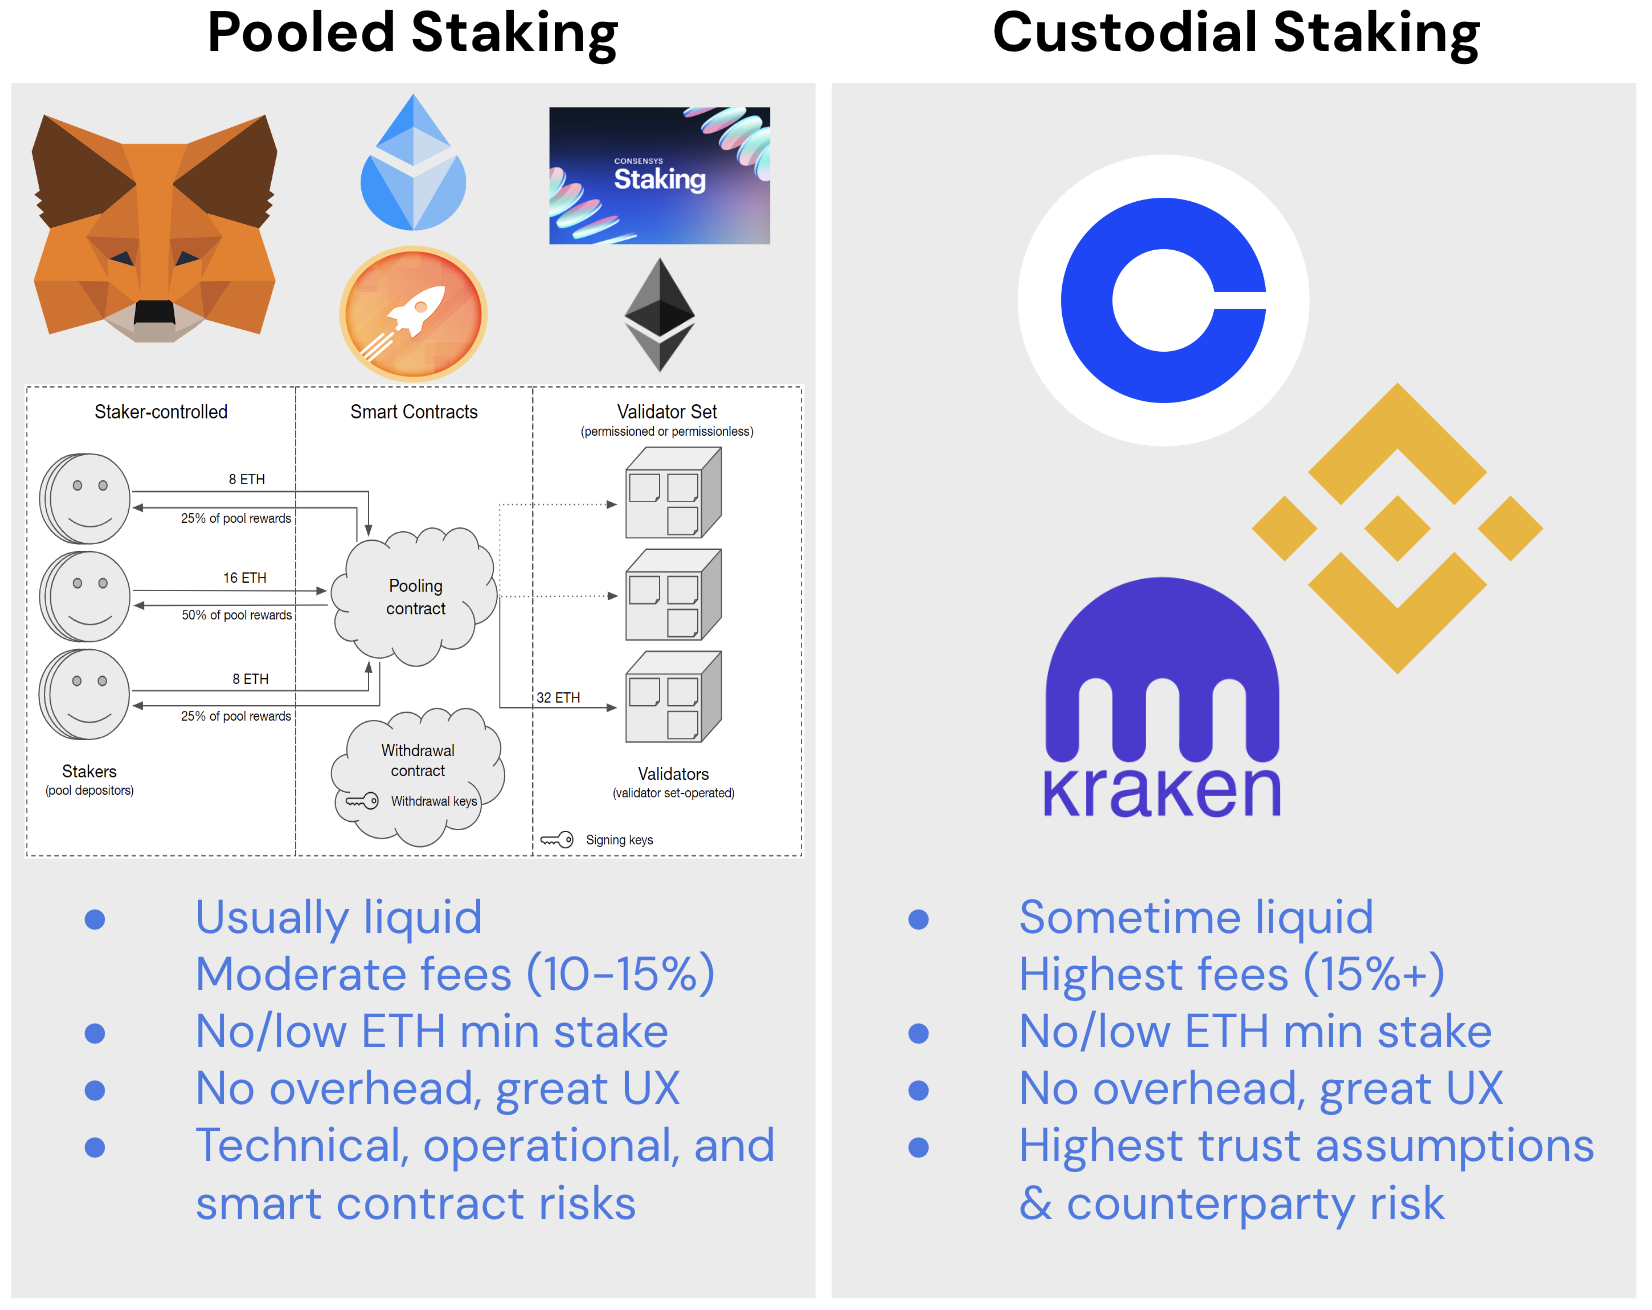 Pooled Staking
CONSENSYS
Staking
Staker-controlled
Smart Contracts
Validator Set
(permissioned or permissionless)
8 ETH
25% of pool rewards
16 ETH
50% of pool rewards
8 ETH
25% of pool rewards
Pooling
contract
32 ETH
Withdrawal
contract
Withdrawal keys
Stakers
(pool depositors)
Validators
(validator set-operated)
Signing keys
● Usually liquid
Moderate fees (10-15%)
● No/low ETH min stake
● No overhead, great UX
● Technical, operational, and
smart contract risks
Custodial Staking
kraken
● Sometime liquid
Highest fees (15%+)
● No/low ETH min stake
● No overhead, great UX
● Highest trust assumptions
& counterparty risk